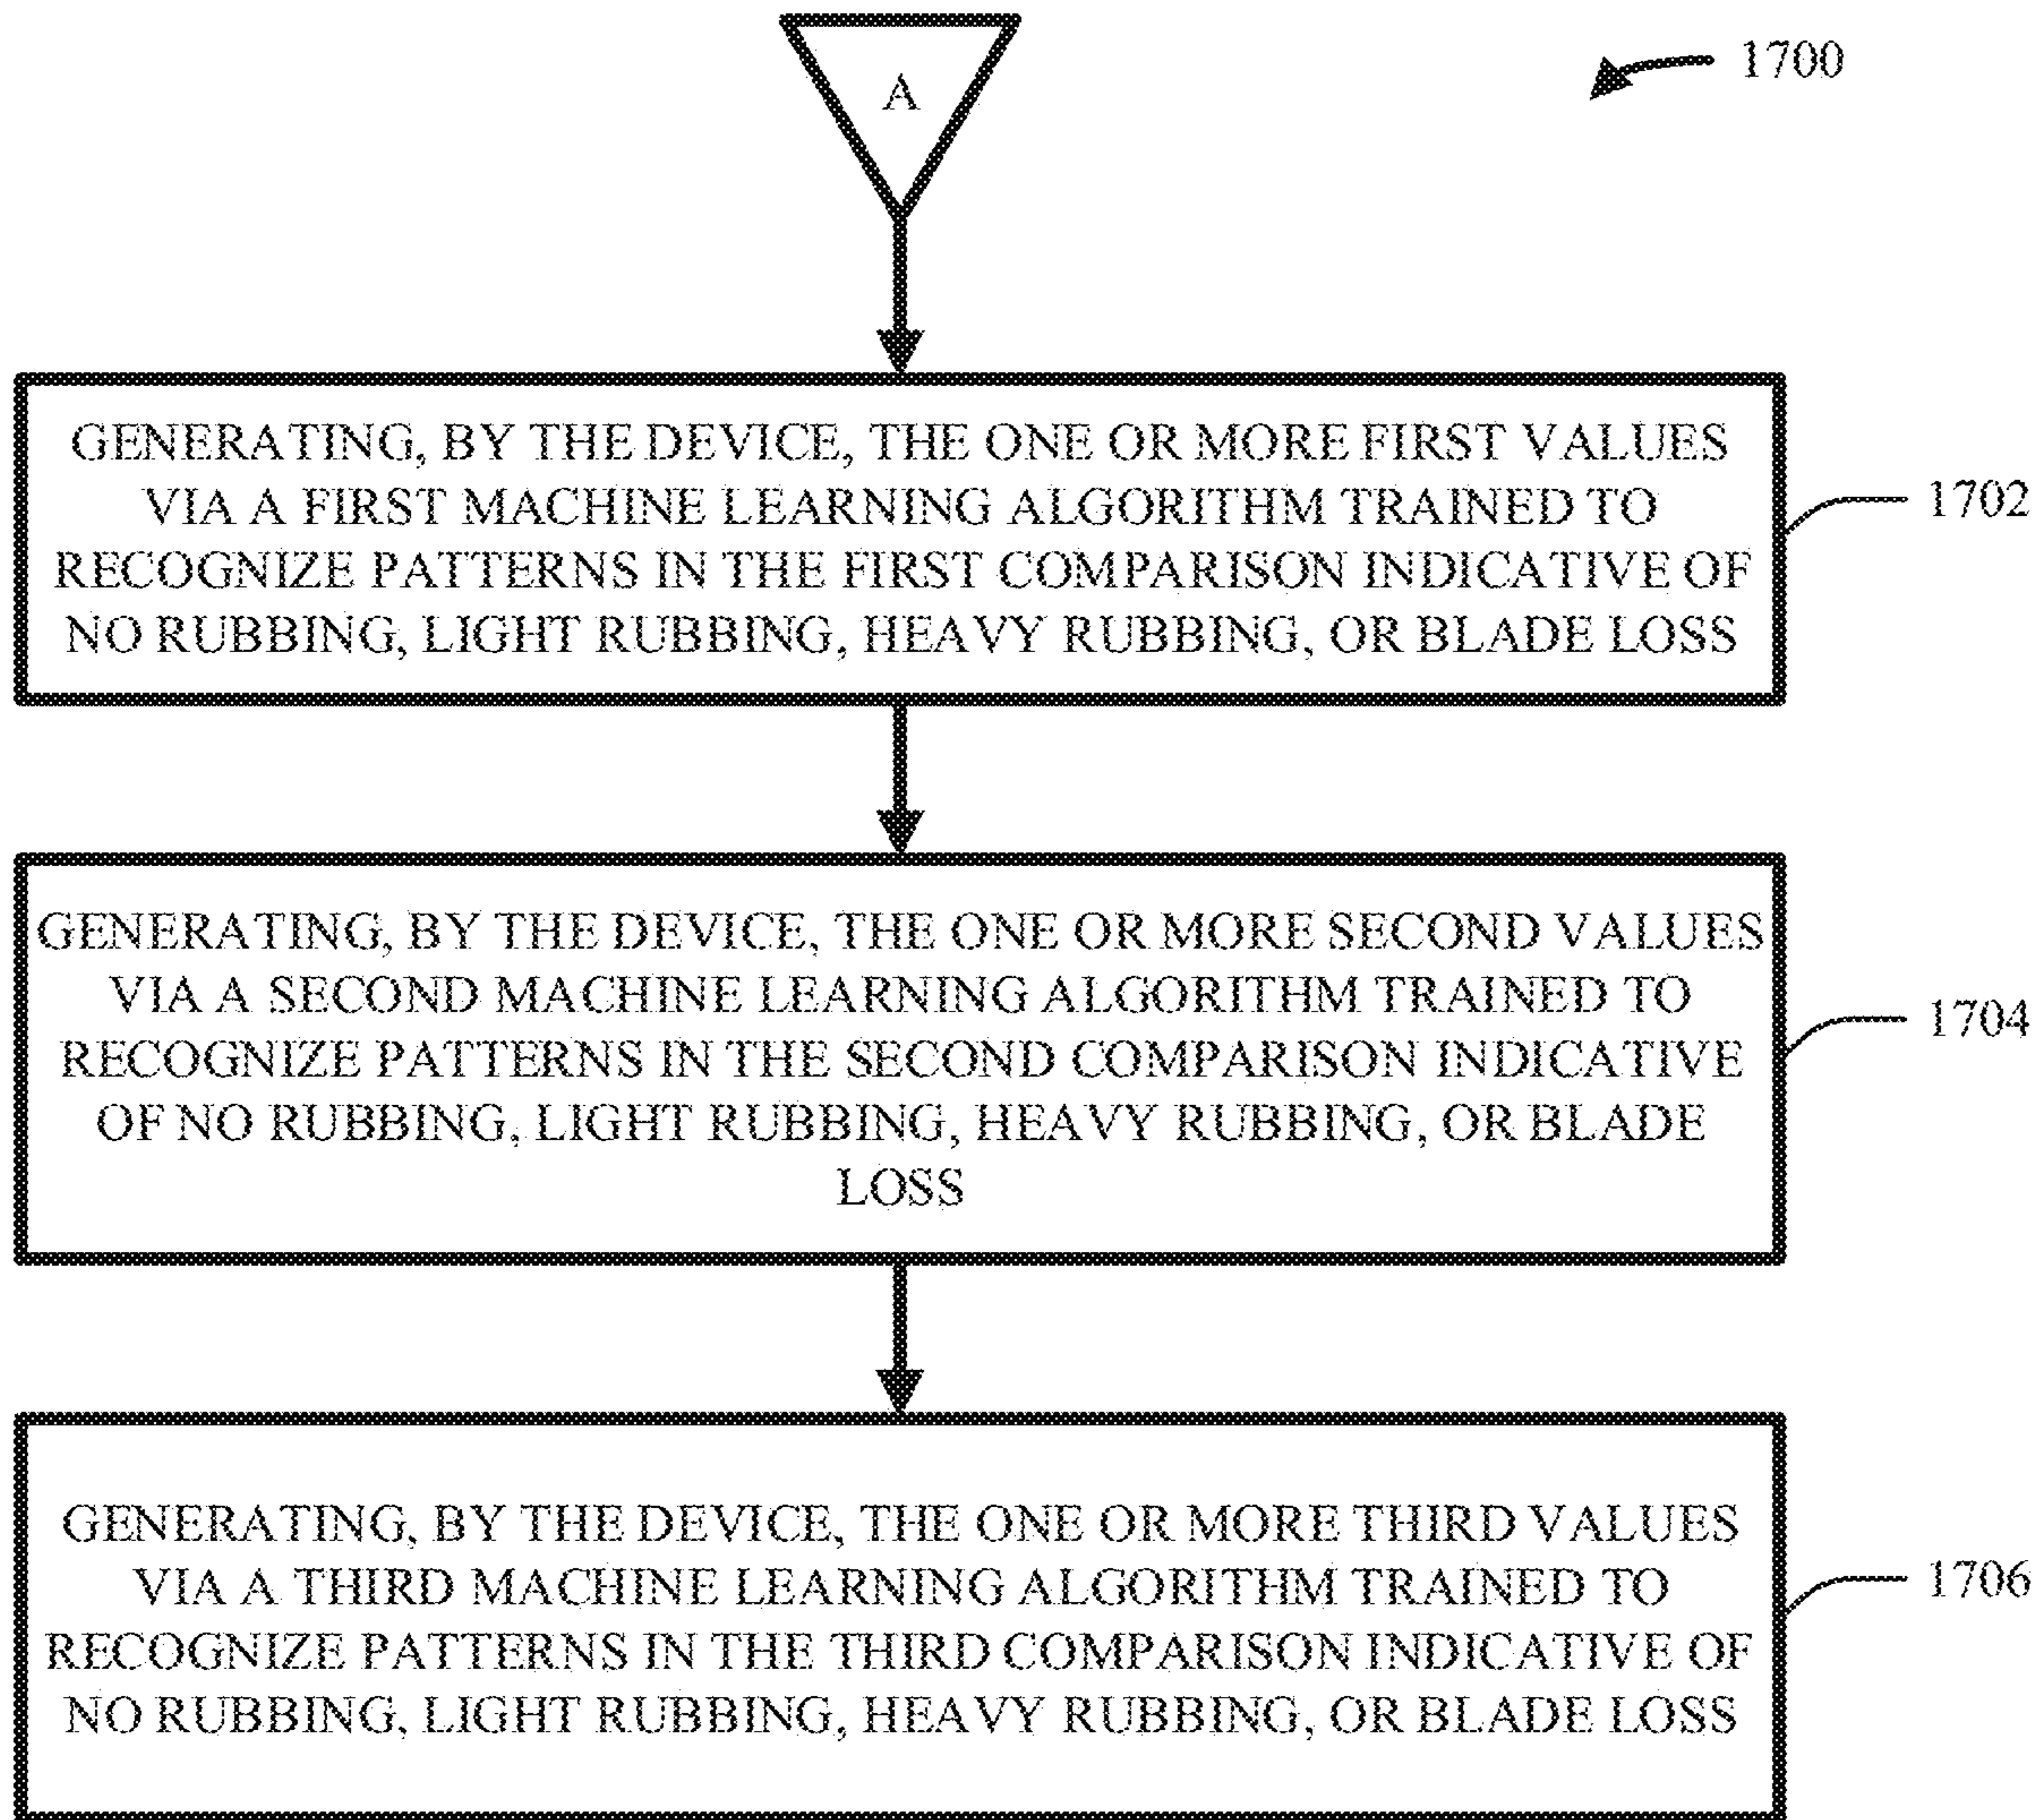 A
1700
GENERATING, BY THE DEVICE, THE ONE OR MORE FIRST VALUES
VIA A FIRST MACHINE LEARNING ALGORITHM TRAINED TO
RECOGNIZE PATTERNS IN THE FIRST COMPARISON INDICATIVE OF
NO RUBBING, LIGHT RUBBING, HEAVY RUBBING, OR BLADE LOSS
1702
GENERATING, BY THE DEVICE, THE ONE OR MORE SECOND VALUES
VIA A SECOND MACHINE LEARNING ALGORITHM TRAINED TO
RECOGNIZE PATTERNS IN THE SECOND COMPARISON INDICATIVE
OF NO RUBBING, LIGHT RUBBING, HEAVY RUBBING, OR BLADE
LOSS
1704
GENERATING, BY THE DEVICE, THE ONE OR MORE THIRD VALUES
VIA A THIRD MACHINE LEARNING ALGORITHM TRAINED TO
RECOGNIZE PATTERNS IN THE THIRD COMPARISON INDICATIVE OF
NO RUBBING, LIGHT RUBBING, HEAVY RUBBING, OR BLADE LOSS
1706